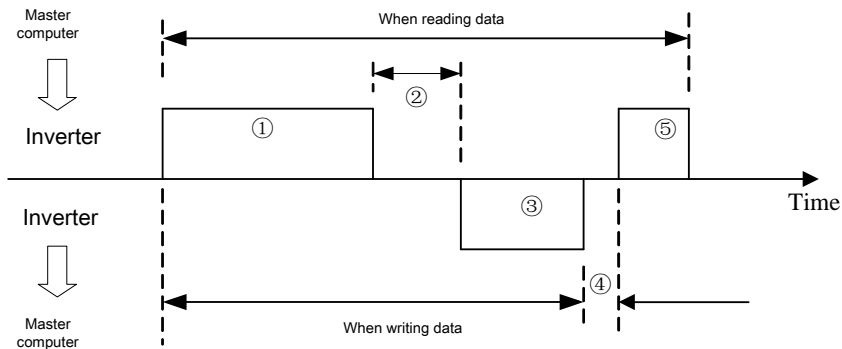 Master
computer
When reading data
②
Inverter
①
⑤
Time
Inverter
③
④
Master
computer
When writing data